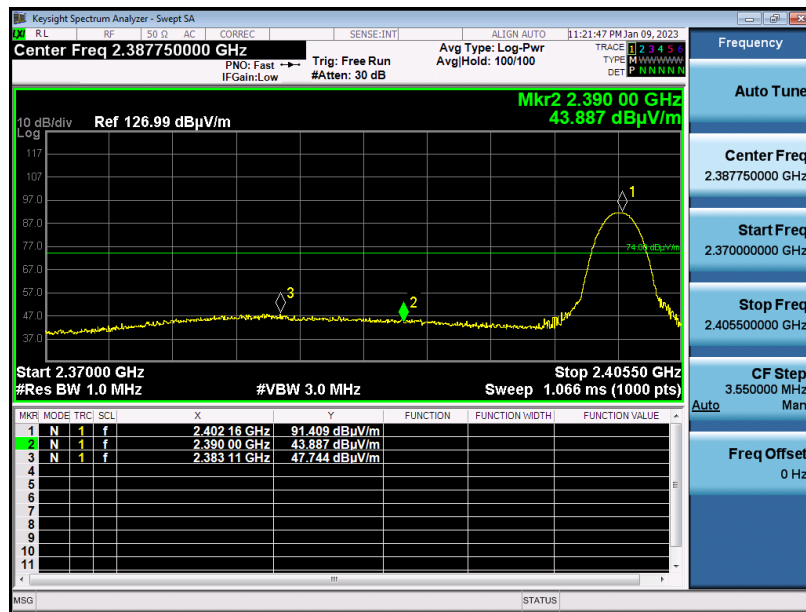 Keysight Spectrum Analyzer - Swept SA
LXI RL RF 50 Ω AC CORREC SENSE:INT ALIGN AUTO 11:21:47 PM Jan 09, 2023
Center Freq 2.387750000 GHz
PNO: Fast
IFGain:Low
Trig: Free Run
#Atten: 30 dB
Avg Type: Log-Pwr
Avg|Hold: 100/100
TRACE 1 2 3 4 5 6
TYPE MWWWWW
DET P N N N N N
Mkr2 2.390 00 GHz
43.887 dBµV/m
10 dB/div Ref 126.99 dBµV/m
Log
117
107
97.0
87.0
77.0
67.0
57.0
47.0
37.0
1
74.00 dBµV/m
3
2
Start 2.37000 GHz Stop 2.40550 GHz
#Res BW 1.0 MHz #VBW 3.0 MHz Sweep 1.066 ms (1000 pts)
MKR MODE TRC SCL X Y FUNCTION FUNCTION WIDTH FUNCTION VALUE
1 N 1 f 2.402 16 GHz 91.409 dBµV/m
2 N 1 f 2.390 00 GHz 43.887 dBµV/m
3 N 1 f 2.383 11 GHz 47.744 dBµV/m
4
5
6
7
8
9
10
11
MSG STATUS
Frequency
Auto Tune
Center Freq
2.387750000 GHz
Start Freq
2.370000000 GHz
Stop Freq
2.405500000 GHz
CF Step
3.550000 MHz
Auto Man
Freq Offset
0 Hz